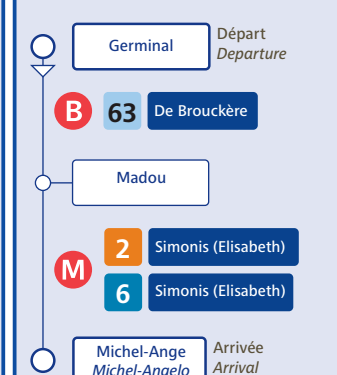 Germinal
Départ
Departure
B 63 De Brouckère
Madou
M
2 Simonis (Elisabeth)
6 Simonis (Elisabeth)
Michel-Ange
Michel-Angelo
Arrivée
Arrival